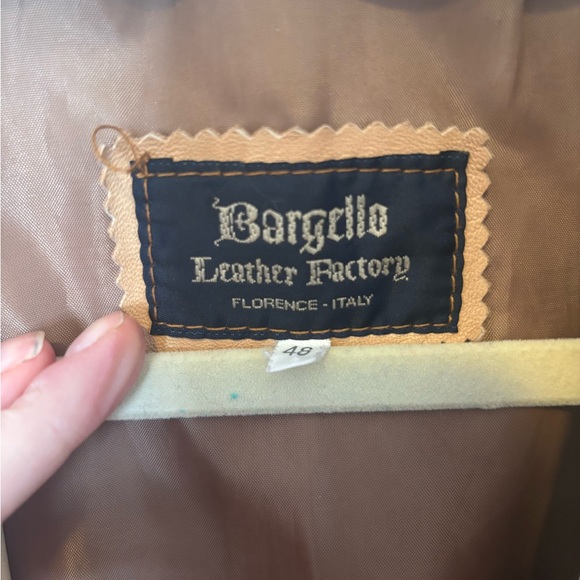 Bargello
Leather Factory
FLORENCE - ITALY
48